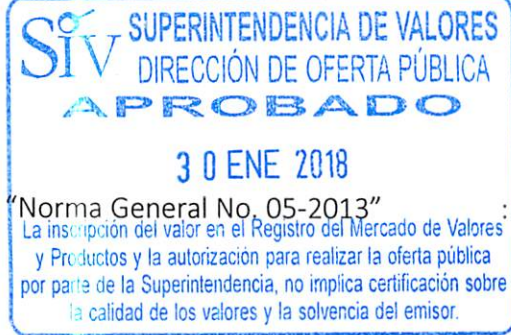 SIV SUPERINTENDENCIA DE VALORES
DIRECCIÓN DE OFERTA PÚBLICA
APROBADO
30 ENE 2018
"Norma General No. 05-2013" :
La inscripción del valor en el Registro del Mercado de Valores
y Productos y la autorización para realizar la oferta pública
por parte de la Superintendencia, no implica certificación sobre
la calidad de los valores y la solvencia del emisor.